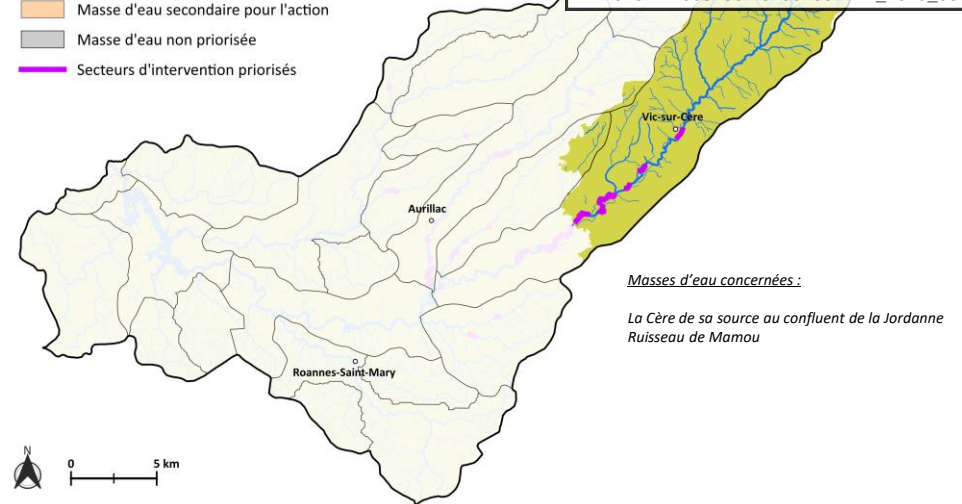 Masse d'eau secondaire pour l'action
Masse d'eau non priorisée
Secteurs d'intervention priorisés
Vic-sur-Cère
Aurillac
Masses d'eau concernées :
La Cère de sa source au confluent de la Jordanne
Ruisseau de Mamou
Roannes-Saint-Mary
N
0 5 km